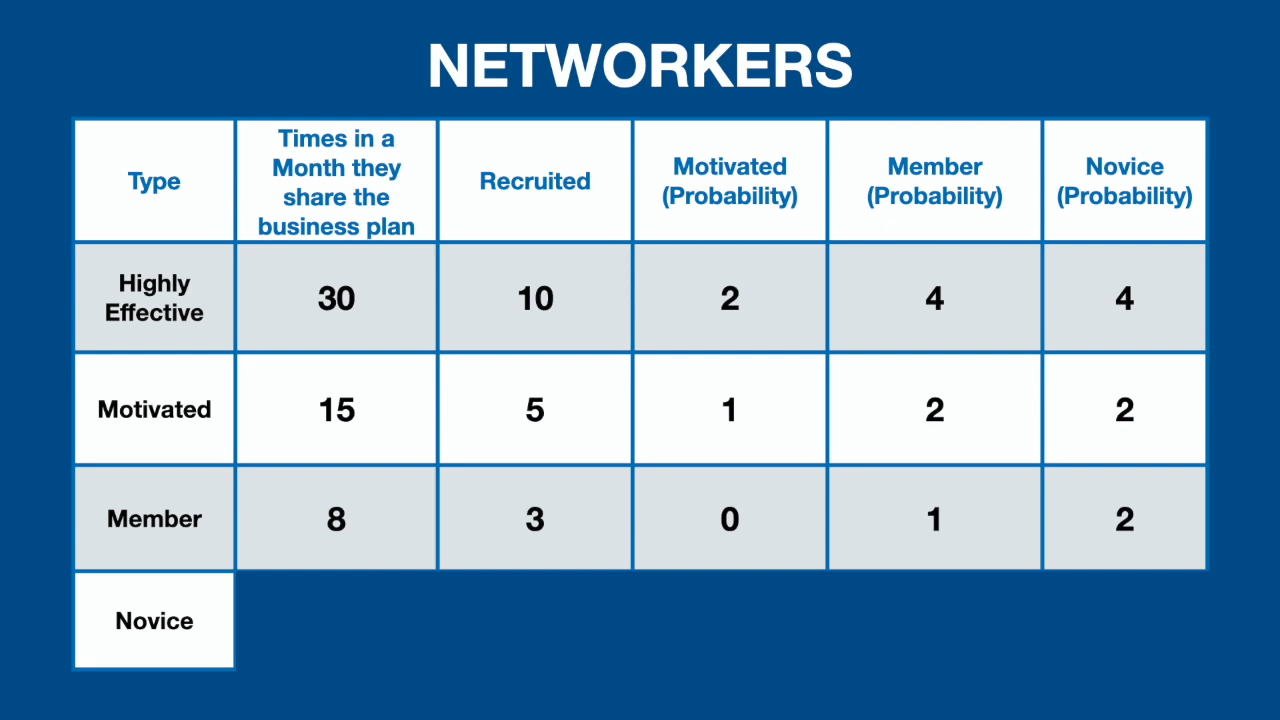 NETWORKERS
Type
Times in a
Month they
share the
business plan
Recruited
Motivated
(Probability)
Member
(Probability)
Novice
(Probability)
Highly
Effective
30
10
2
4
4
Motivated
15
5
1
2
2
Member
8
3
0
1
2
Novice